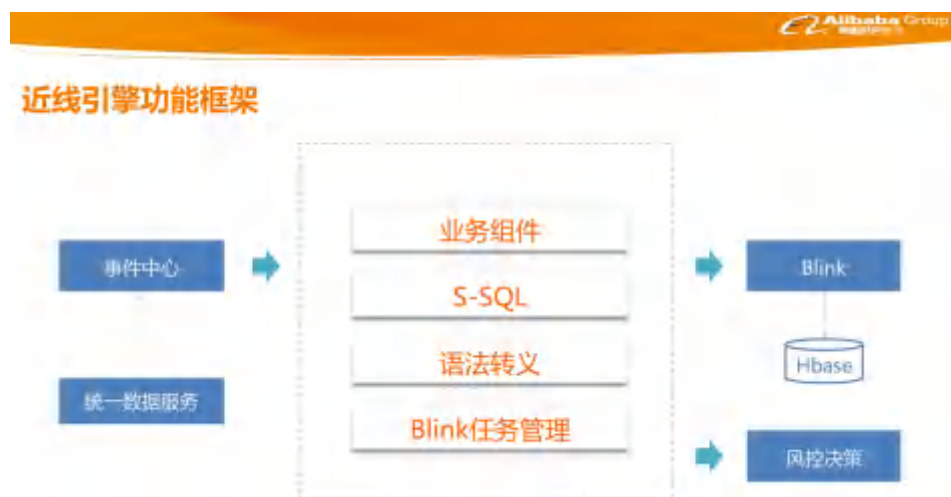 Alibaba Group
近线引擎功能框架
业务组件
事件中心
Blink
S-SQL
语法转义
Hbase
统一数据服务
Blink任务管理
风控决策